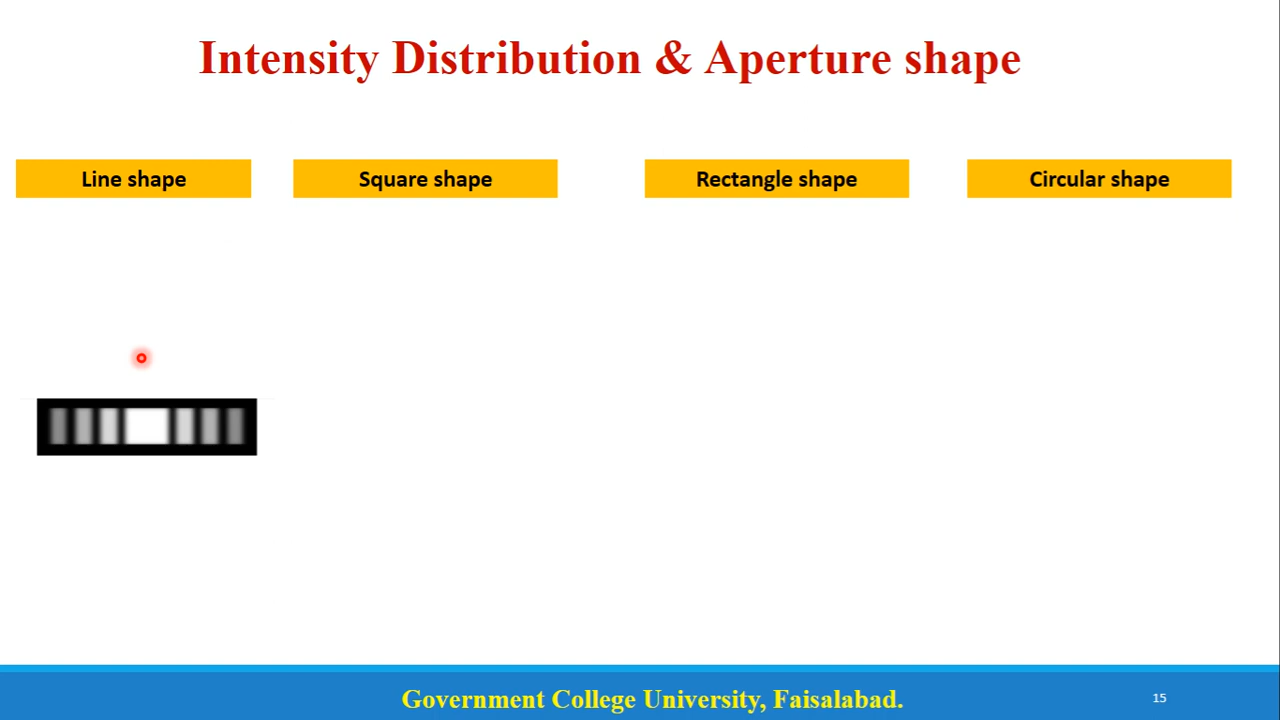 Intensity Distribution & Aperture shape
Line shape
Square shape
Rectangle shape
Circular shape
Government College University, Faisalabad.
15